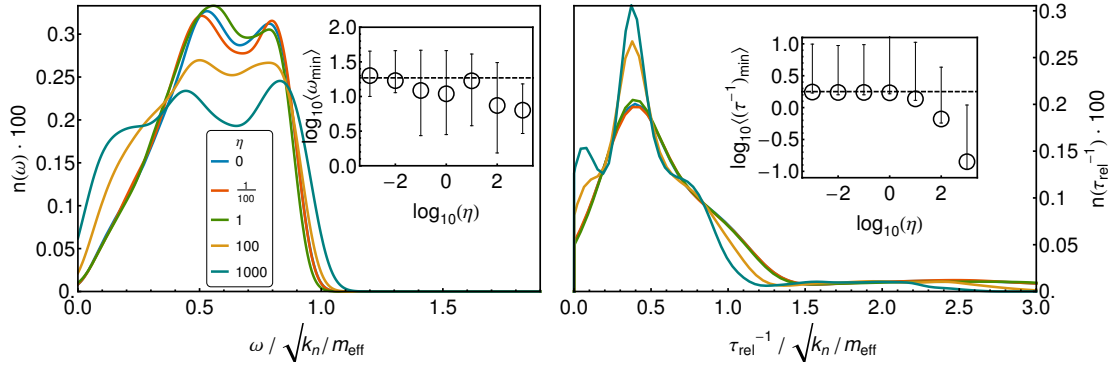 n(ω) · 100
0.3
0.25
0.2
0.15
0.1
0.05
0.
0.0 0.5 1.0 1.5
ω / √k_n / m_eff
η
0
1/100
1
100
1000
log₁₀⟨ω_min⟩
2.0
1.5
1.0
0.5
0.0
−2 0 2
log₁₀(η)
log₁₀⟨(τ⁻¹)_min⟩
1.0
0.5
0.0
−0.5
−1.0
−2 0 2
log₁₀(η)
0.0 0.5 1.0 1.5 2.0 2.5 3.0
τ_rel⁻¹ / √k_n / m_eff
0.3
0.25
0.2
0.15
0.1
0.05
0.
n(τ_rel⁻¹) · 100